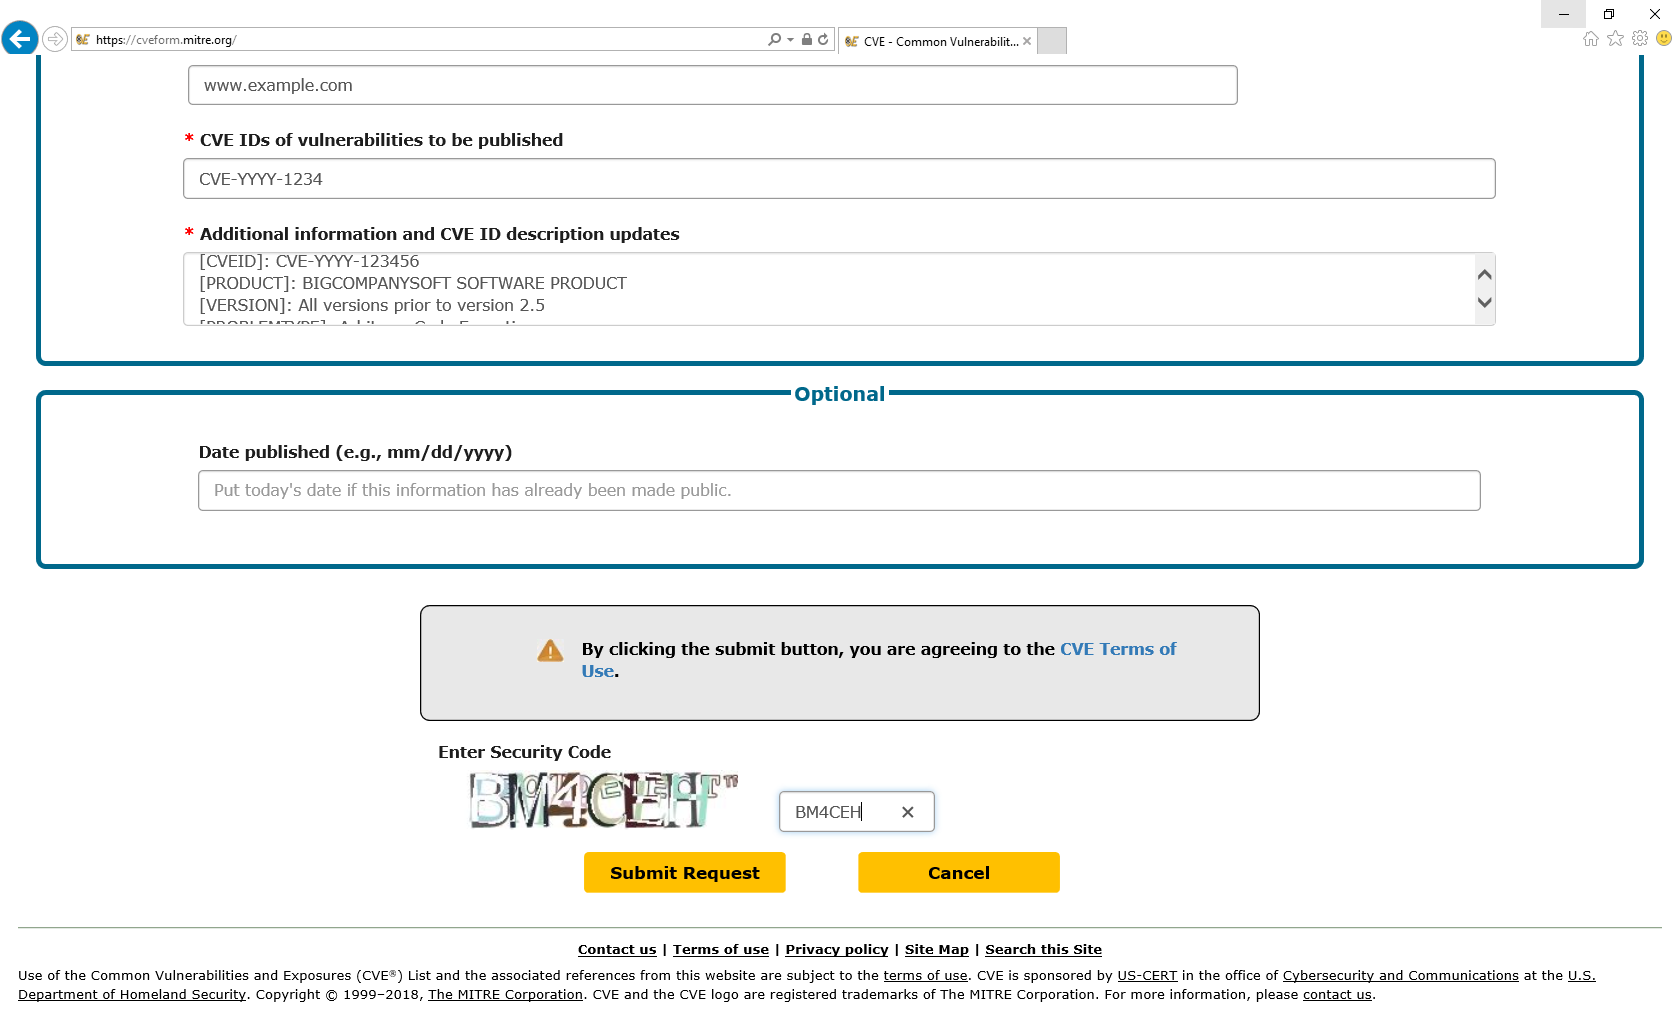 https://cveform.mitre.org/
CVE - Common Vulnerabilit...
www.example.com
* CVE IDs of vulnerabilities to be published
CVE-YYYY-1234
* Additional information and CVE ID description updates
[CVEID]: CVE-YYYY-123456
[PRODUCT]: BIGCOMPANYSOFT SOFTWARE PRODUCT
[VERSION]: All versions prior to version 2.5
Optional
Date published (e.g., mm/dd/yyyy)
Put today's date if this information has already been made public.
By clicking the submit button, you are agreeing to the CVE Terms of
Use.
Enter Security Code
BM4CEH
BM4CEH
Submit Request
Cancel
Contact us | Terms of use | Privacy policy | Site Map | Search this Site
Use of the Common Vulnerabilities and Exposures (CVE®) List and the associated references from this website are subject to the terms of use. CVE is sponsored by US-CERT in the office of Cybersecurity and Communications at the U.S.
Department of Homeland Security. Copyright © 1999–2018, The MITRE Corporation. CVE and the CVE logo are registered trademarks of The MITRE Corporation. For more information, please contact us.